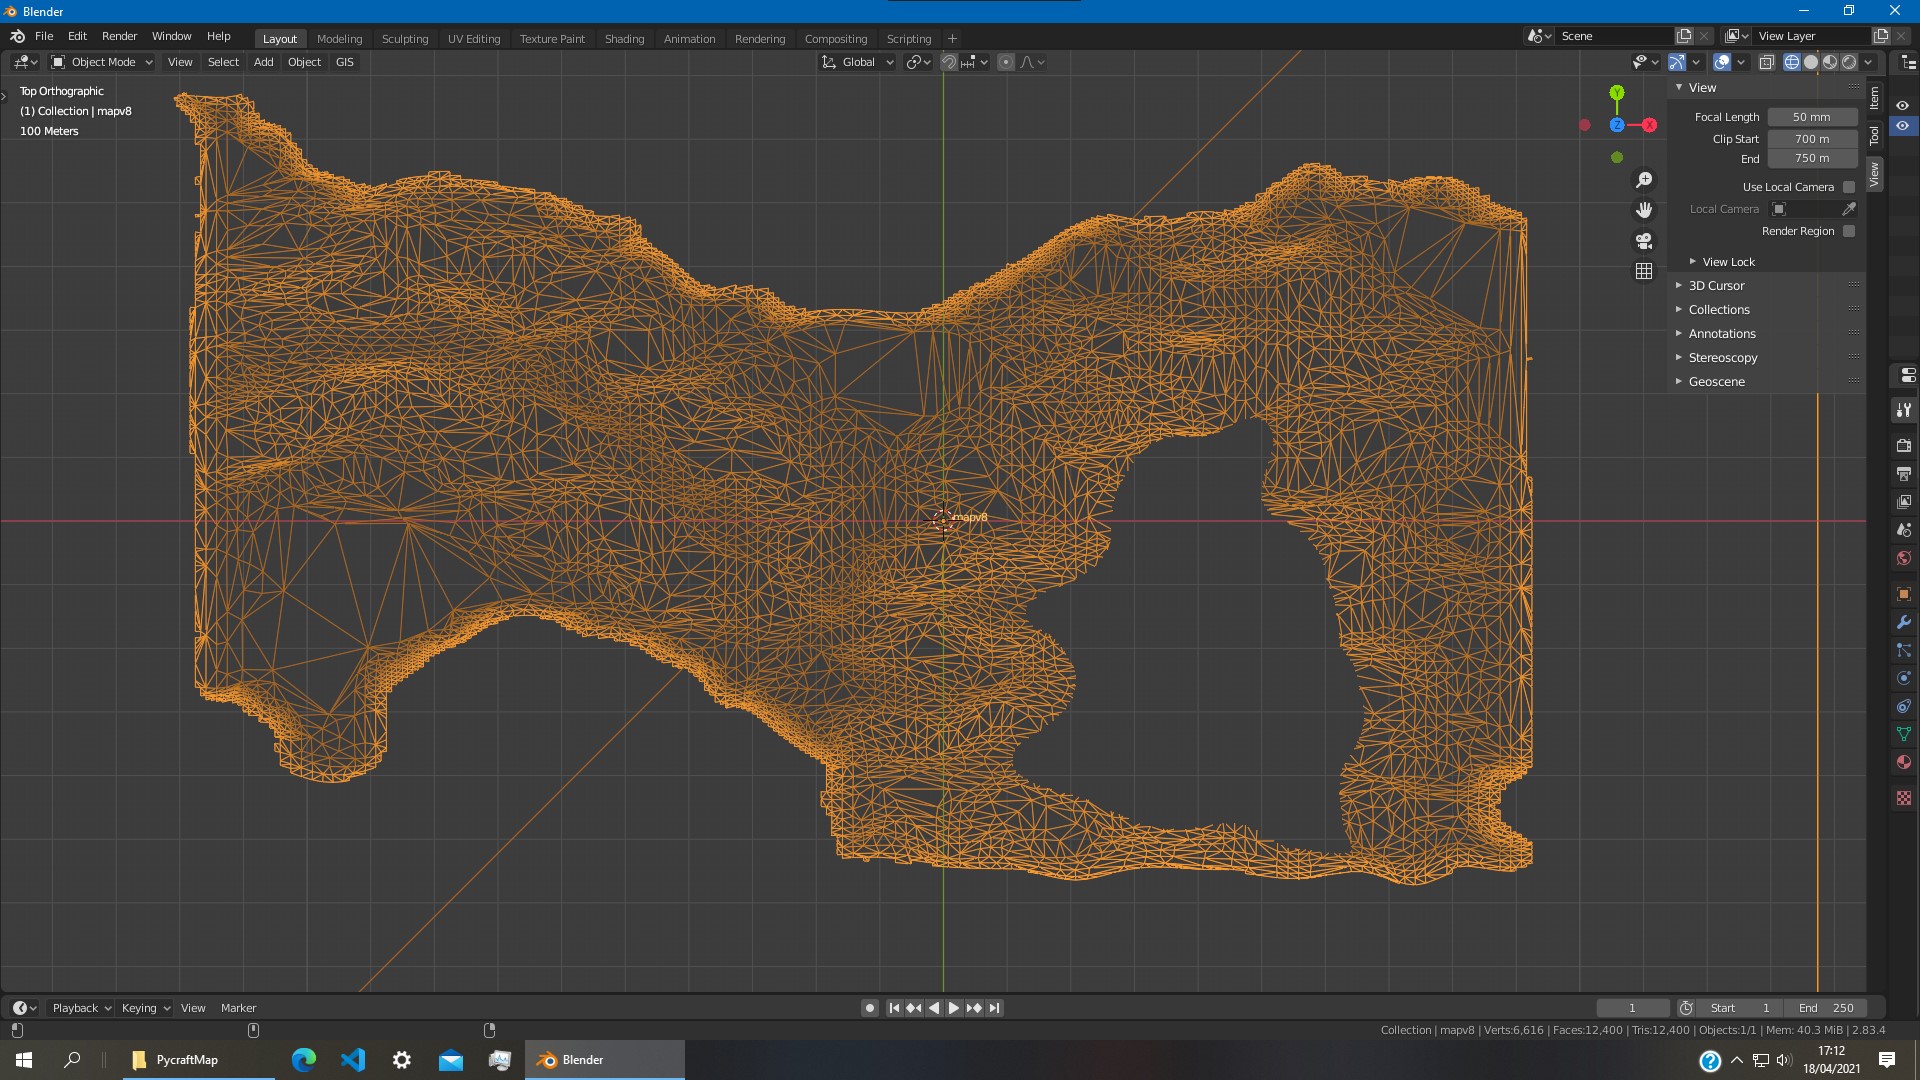 Blender
File Edit Render Window Help Layout Modeling Sculpting UV Editing Texture Paint Shading Animation Rendering Compositing Scripting + Scene View Layer
Object Mode View Select Add Object GIS Global
Top Orthographic
(1) Collection | mapv8
100 Meters
View
Focal Length 50 mm
Clip Start 700 m
End 750 m
Use Local Camera
Local Camera
Render Region
View Lock
3D Cursor
Collections
Annotations
Stereoscopy
Geoscene
Item
Tool
View
Y
Z X
mapv8
Playback Keying View Marker 1 Start 1 End 250
Collection | mapv8 | Verts:6,616 | Faces:12,400 | Tris:12,400 | Objects:1/1 | Mem: 40.3 MiB | 2.83.4
PycraftMap Blender
17:12
18/04/2021